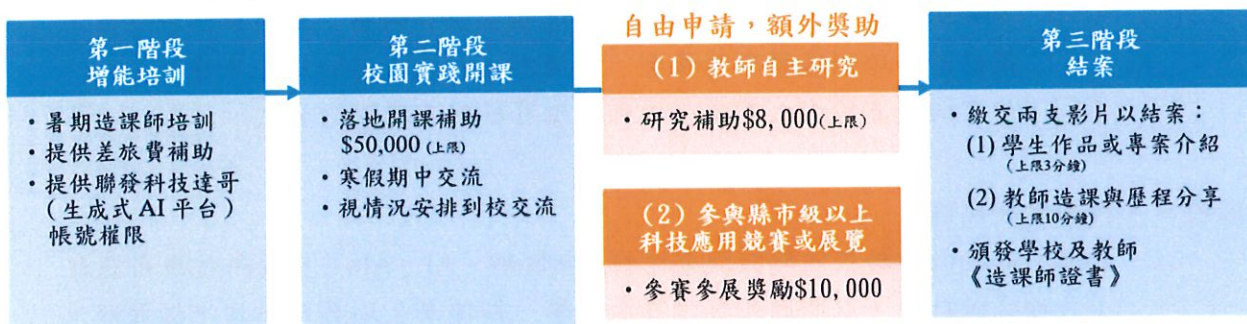 第一階段
增能培訓
・暑期造課師培訓
・提供差旅費補助
・提供聯發科技達哥
(生成式 AI 平台)
帳號權限
第二階段
校園實踐開課
・落地開課補助
$50,000 (上限)
・寒假期中交流
・視情況安排到校交流
自由申請,額外獎助
(1) 教師自主研究
・研究補助$8,000(上限)
(2) 參與縣市級以上
科技應用競賽或展覽
・參賽參展獎勵$10,000
第三階段
結案
・繳交兩支影片以結案:
(1) 學生作品或專案介紹
(上限3分鐘)
(2) 教師造課與歷程分享
(上限10分鐘)
・頒發學校及教師
《造課師證書》